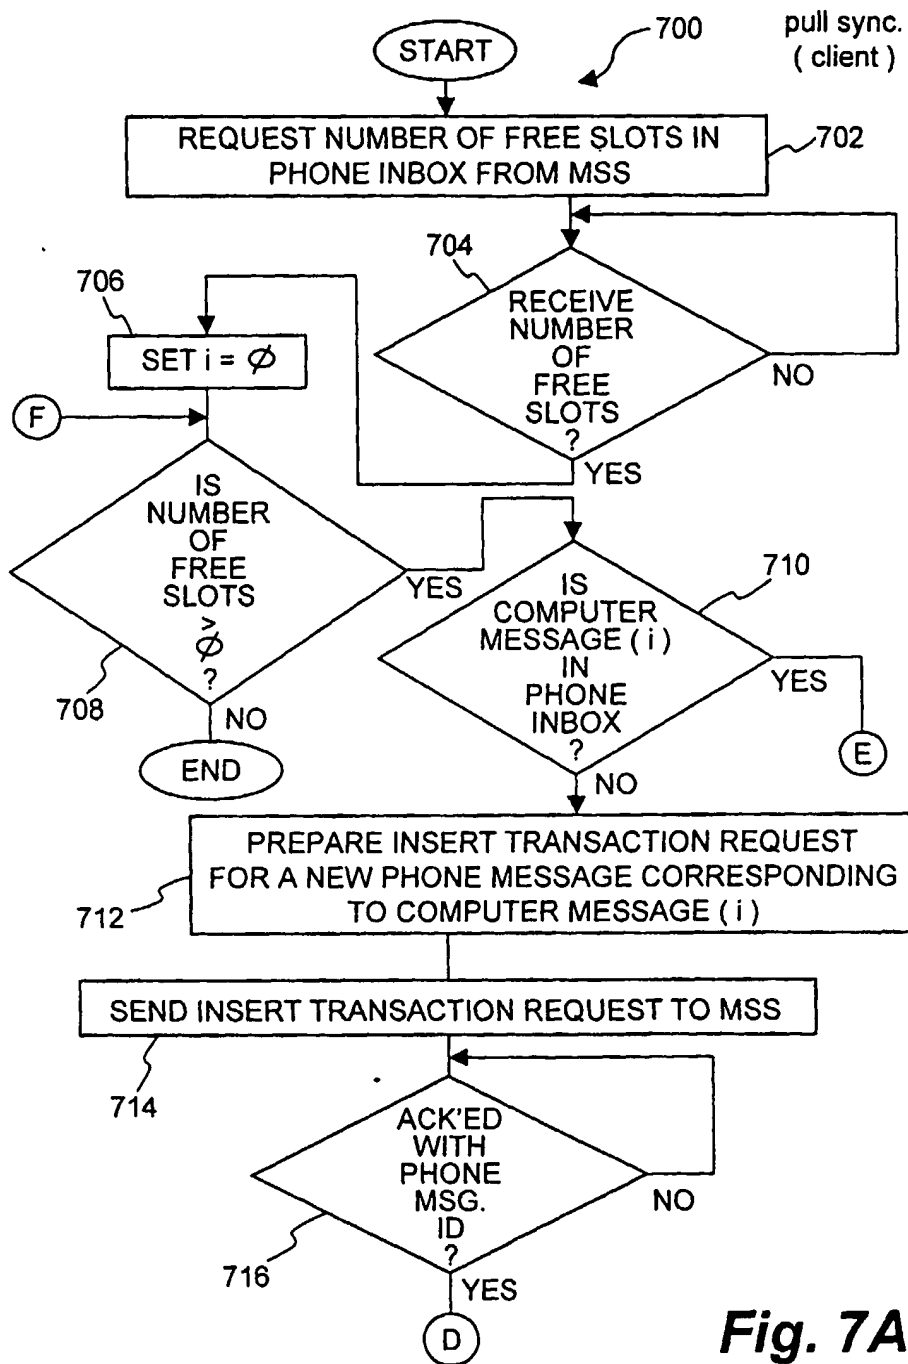 700
pull sync.
( client )
START
REQUEST NUMBER OF FREE SLOTS IN
PHONE INBOX FROM MSS
702
704
RECEIVE
NUMBER
OF
FREE
SLOTS
?
NO
YES
706
SET i = Ø
F
IS
NUMBER
OF
FREE
SLOTS
>
Ø
?
YES
708
NO
END
710
IS
COMPUTER
MESSAGE ( i )
IN
PHONE
INBOX
?
YES
E
NO
PREPARE INSERT TRANSACTION REQUEST
FOR A NEW PHONE MESSAGE CORRESPONDING
TO COMPUTER MESSAGE ( i )
712
SEND INSERT TRANSACTION REQUEST TO MSS
714
ACK'ED
WITH
PHONE
MSG.
ID
?
NO
716
YES
D
Fig. 7A